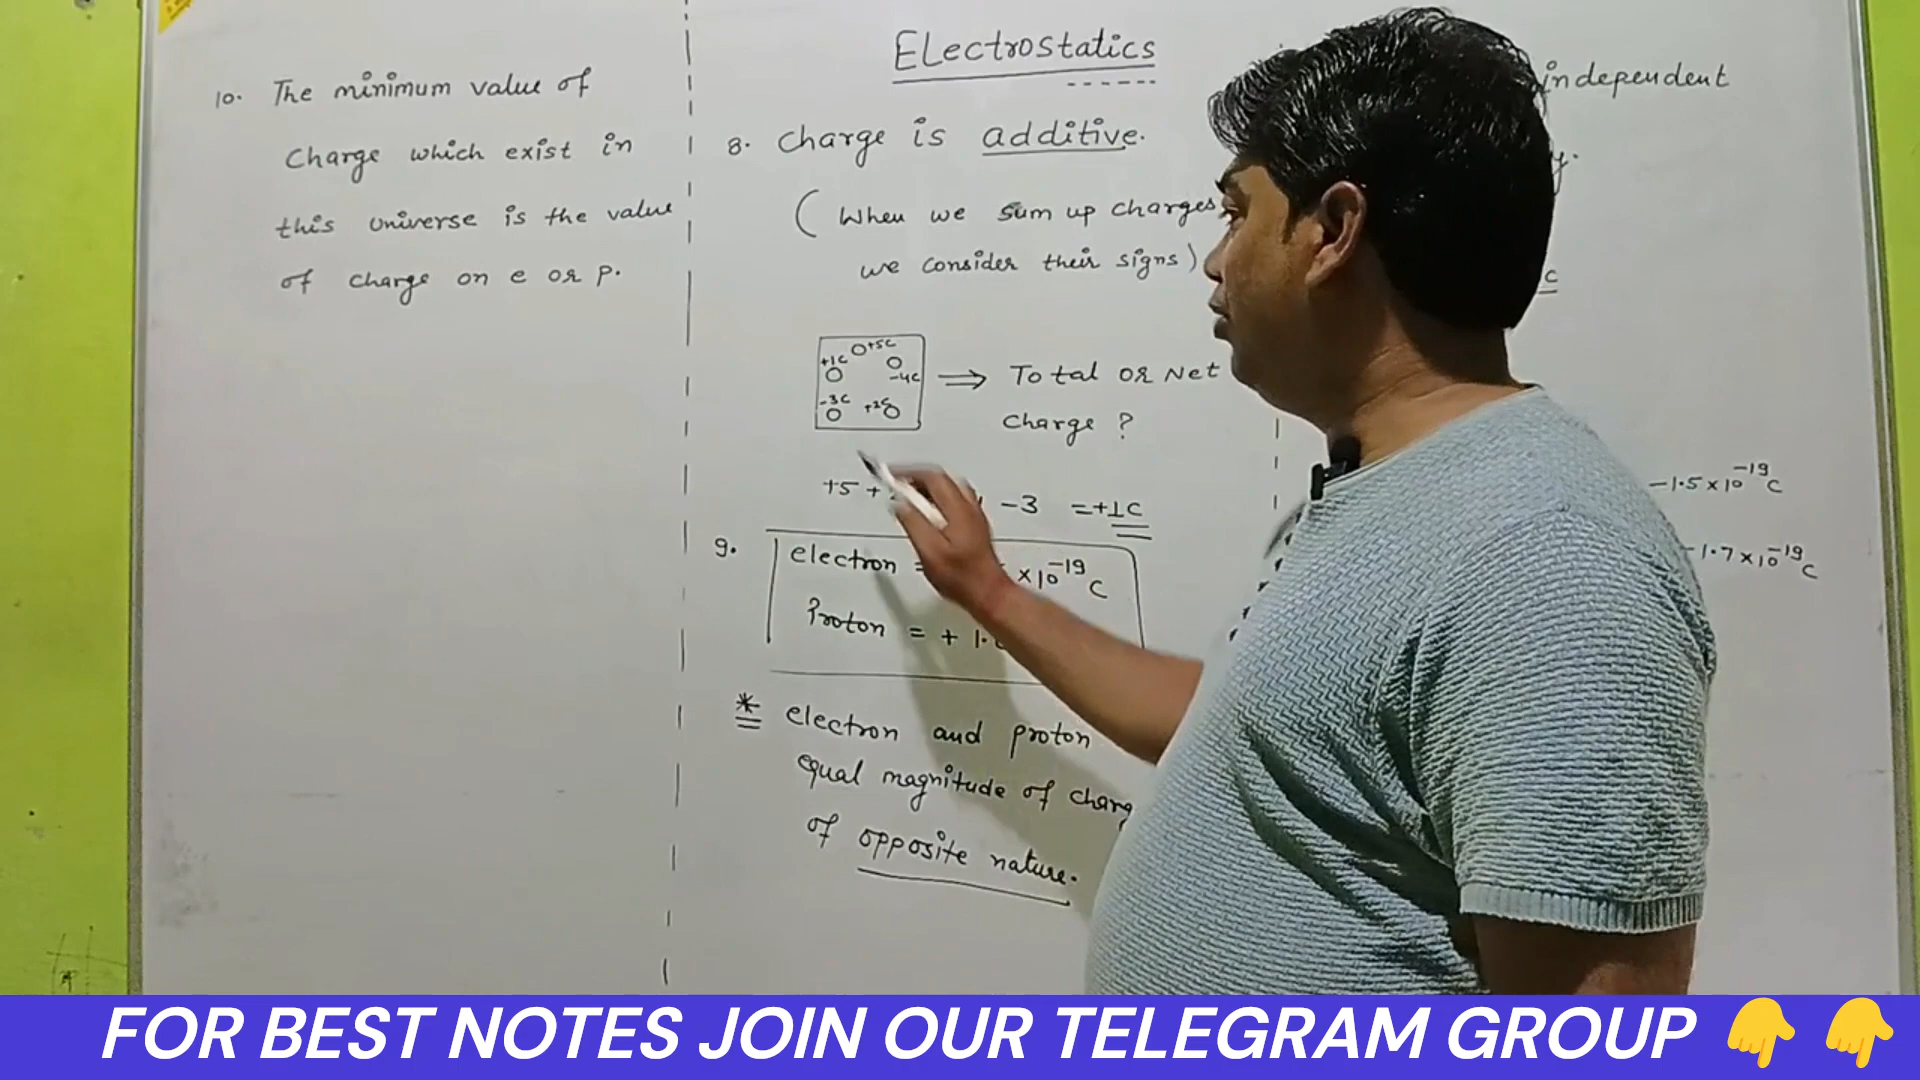 Electrostatics
10. The minimum value of
charge which exist in
this universe is the value
of charge on e or p.
8. Charge is additive.
(When we sum up charges
we consider their signs)
+5C
+1C
-4C
-3C +2C
⇒ Total or Net
charge ?
+5 + -3 = +1C
9. electron = ×10⁻¹⁹ C
Proton = + 1.
* electron and proton
equal magnitude of
of opposite nature.
independent
C
-1.5×10⁻¹⁹ C
-1.7×10⁻¹⁹ C
FOR BEST NOTES JOIN OUR TELEGRAM GROUP 👇 👇